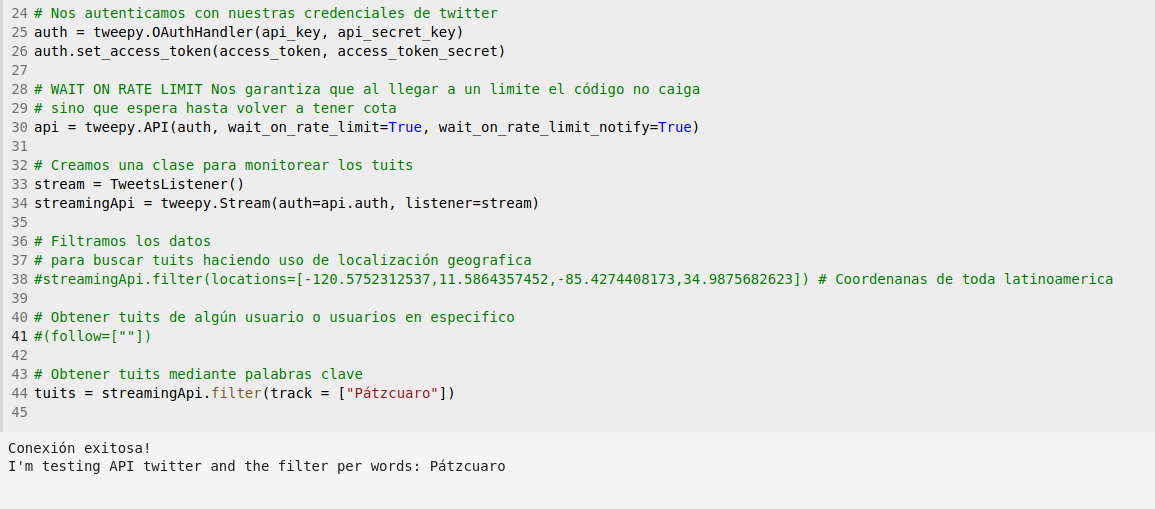 24 # Nos autenticamos con nuestras credenciales de twitter
25 auth = tweepy.OAuthHandler(api_key, api_secret_key)
26 auth.set_access_token(access_token, access_token_secret)
27
28 # WAIT ON RATE LIMIT Nos garantiza que al llegar a un limite el código no caiga
29 # sino que espera hasta volver a tener cota
30 api = tweepy.API(auth, wait_on_rate_limit=True, wait_on_rate_limit_notify=True)
31
32 # Creamos una clase para monitorear los tuits
33 stream = TweetsListener()
34 streamingApi = tweepy.Stream(auth=api.auth, listener=stream)
35
36 # Filtramos los datos
37 # para buscar tuits haciendo uso de localización geografica
38 #streamingApi.filter(locations=[-120.5752312537,11.5864357452,-85.4274408173,34.9875682623]) # Coordenanas de toda latinoamerica
39
40 # Obtener tuits de algún usuario o usuarios en especifico
41 #(follow=[""])
42
43 # Obtener tuits mediante palabras clave
44 tuits = streamingApi.filter(track = ["Pátzcuaro"])
45
Conexión exitosa!
I'm testing API twitter and the filter per words: Pátzcuaro